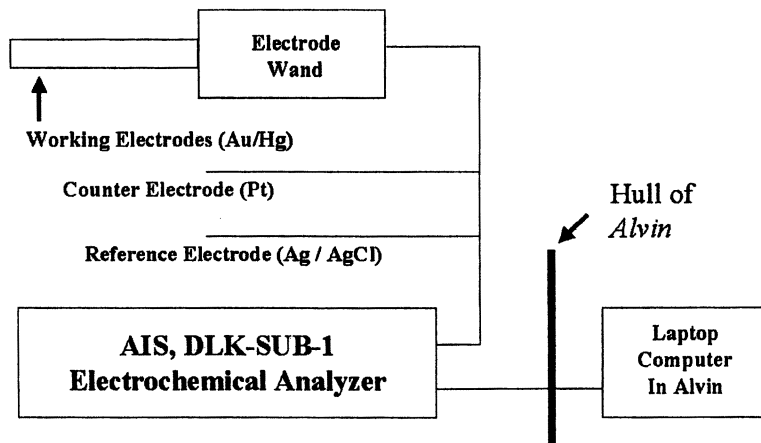 Electrode
Wand
Working Electrodes (Au/Hg)
Counter Electrode (Pt)
Reference Electrode (Ag / AgCl)
Hull of
Alvin
AIS, DLK-SUB-1
Electrochemical Analyzer
Laptop
Computer
In Alvin